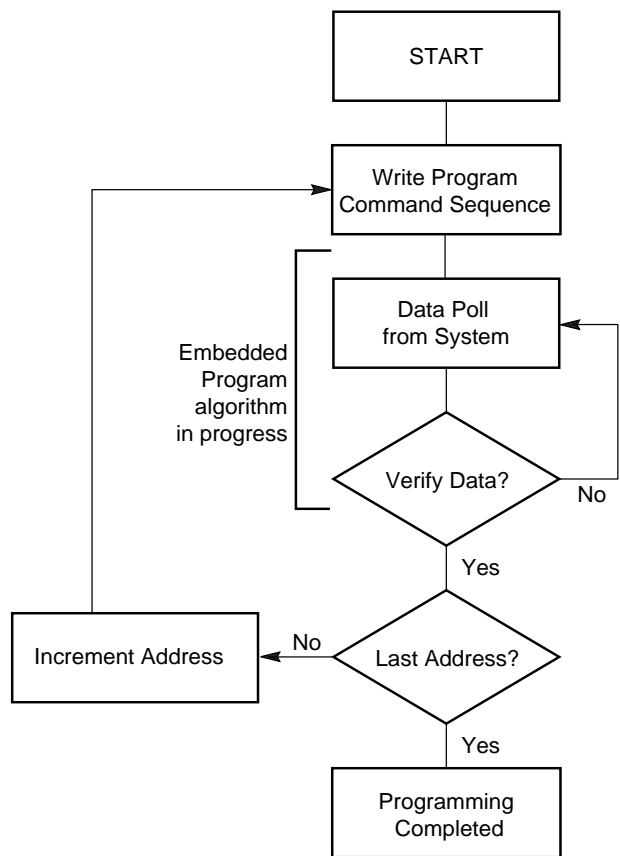 START
Write Program
Command Sequence
Data Poll
from System
Embedded
Program
algorithm
in progress
Verify Data?
No
Yes
No
Last Address?
Increment Address
Yes
Programming
Completed